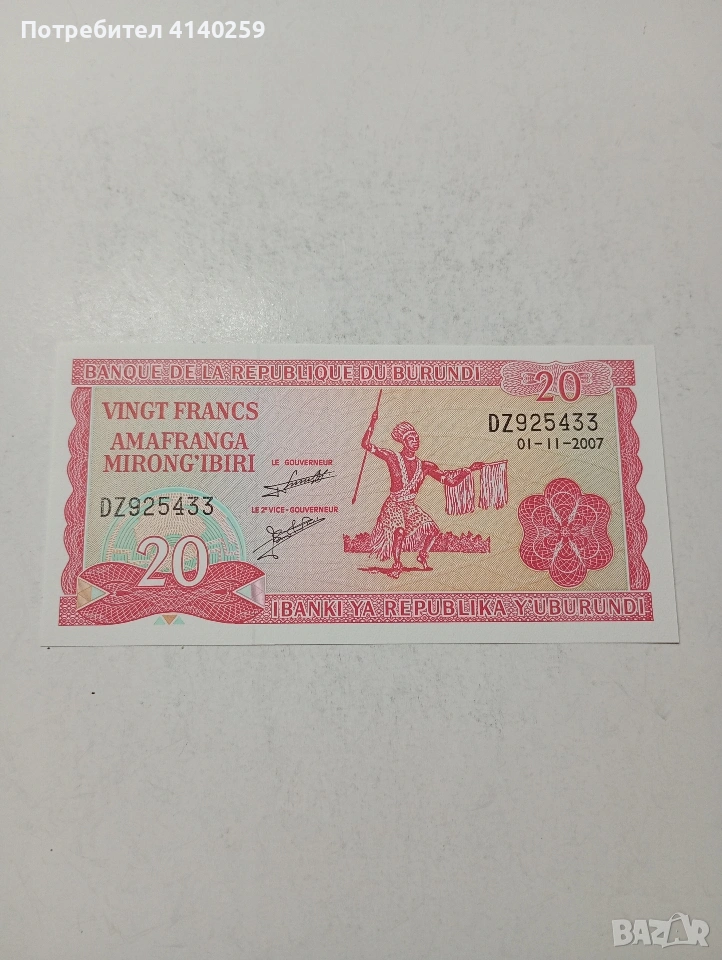 Потребител 4140259
BANQUE DE LA REPUBLIQUE DU BURUNDI
20
VINGT FRANCS
AMAFRANGA
MIRONG'IBIRI
DZ925433
01-11-2007
LE GOUVERNEUR
DZ925433
LE 2e VICE-GOUVERNEUR
20
IBANKI YA REPUBLIKA Y'UBURUNDI
BAZAR